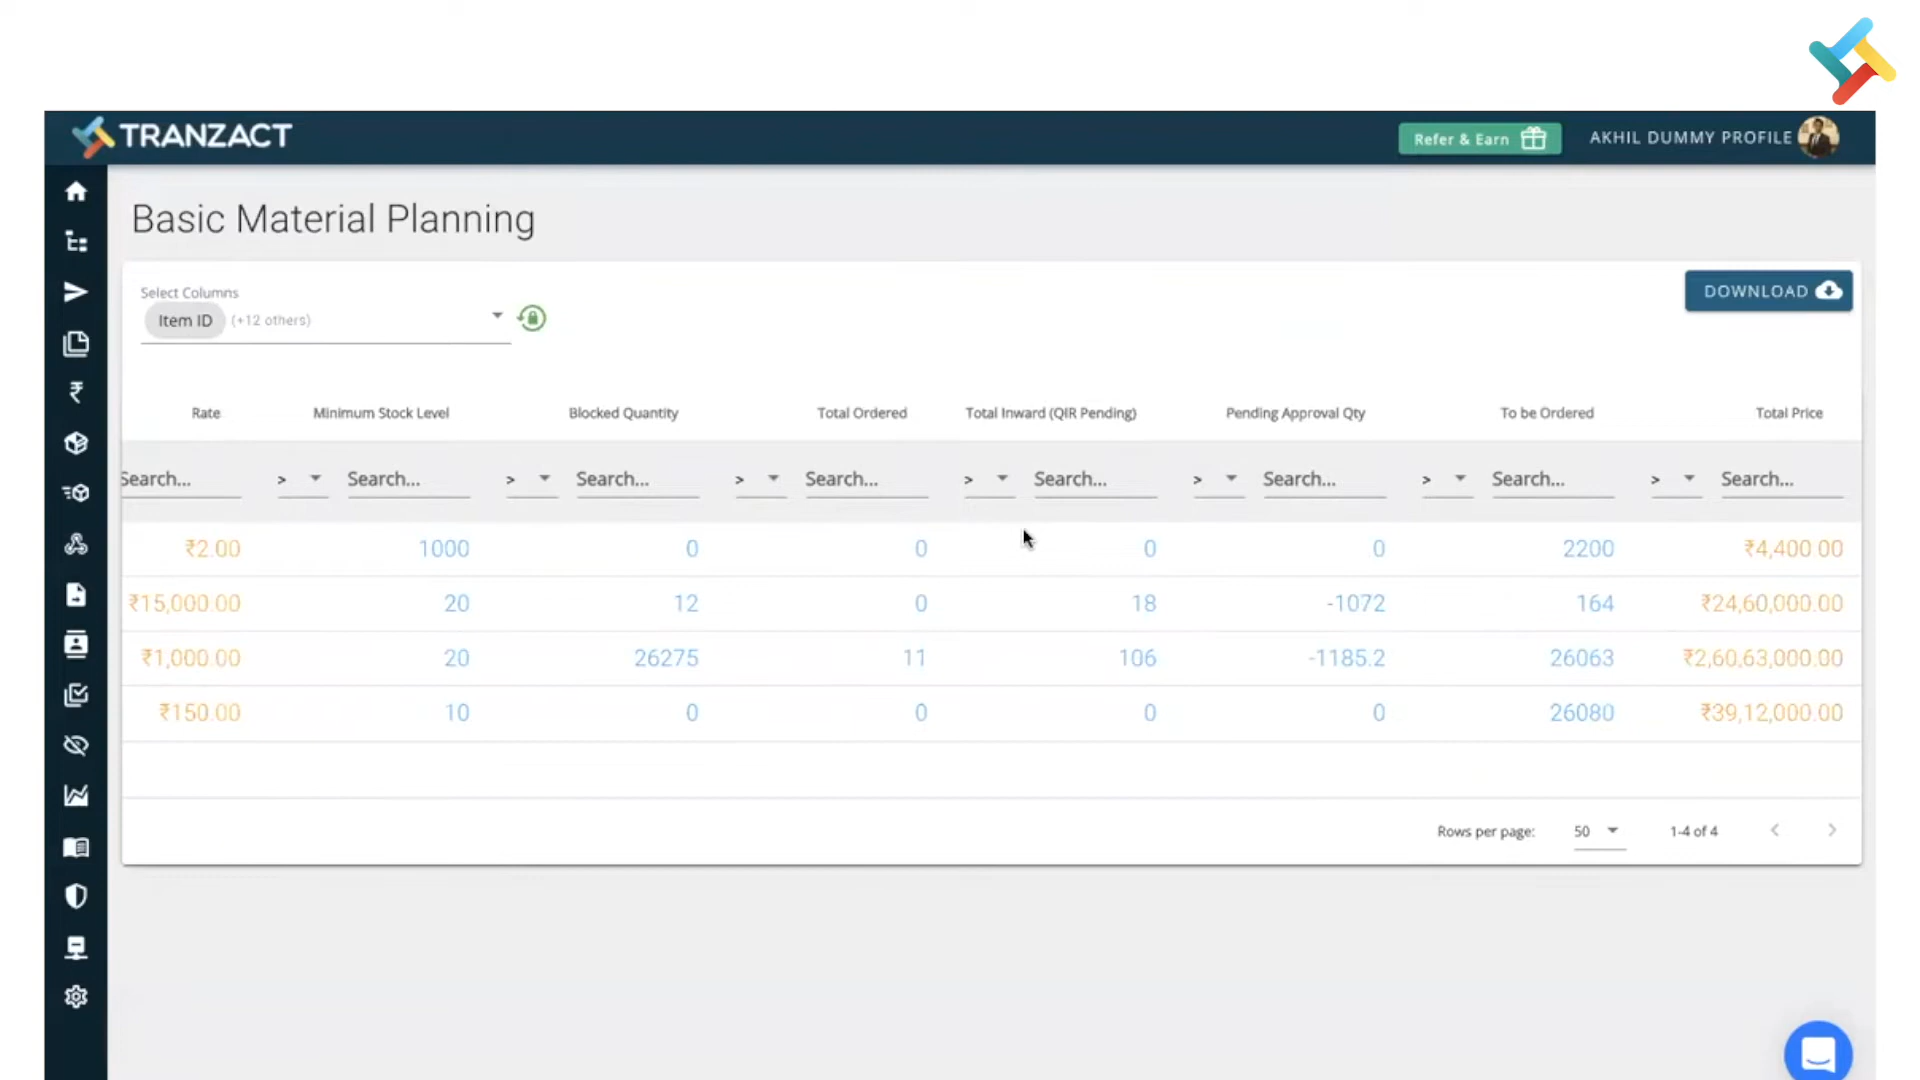 TRANZACT
Refer & Earn
AKHIL DUMMY PROFILE
Basic Material Planning
Select Columns
Item ID (+12 others)
DOWNLOAD
Rate Minimum Stock Level Blocked Quantity Total Ordered Total Inward (QIR Pending) Pending Approval Qty To be Ordered Total Price
Search... > Search... > Search... > Search... > Search... > Search... > Search... > Search...
₹2.00 1000 0 0 0 0 2200 ₹4,400 00
₹15,000.00 20 12 0 18 -1072 164 ₹24,60,000.00
₹1,000.00 20 26275 11 106 -1185.2 26063 ₹2,60,63,000.00
₹150.00 10 0 0 0 0 26080 ₹39,12,000.00
Rows per page: 50 1-4 of 4